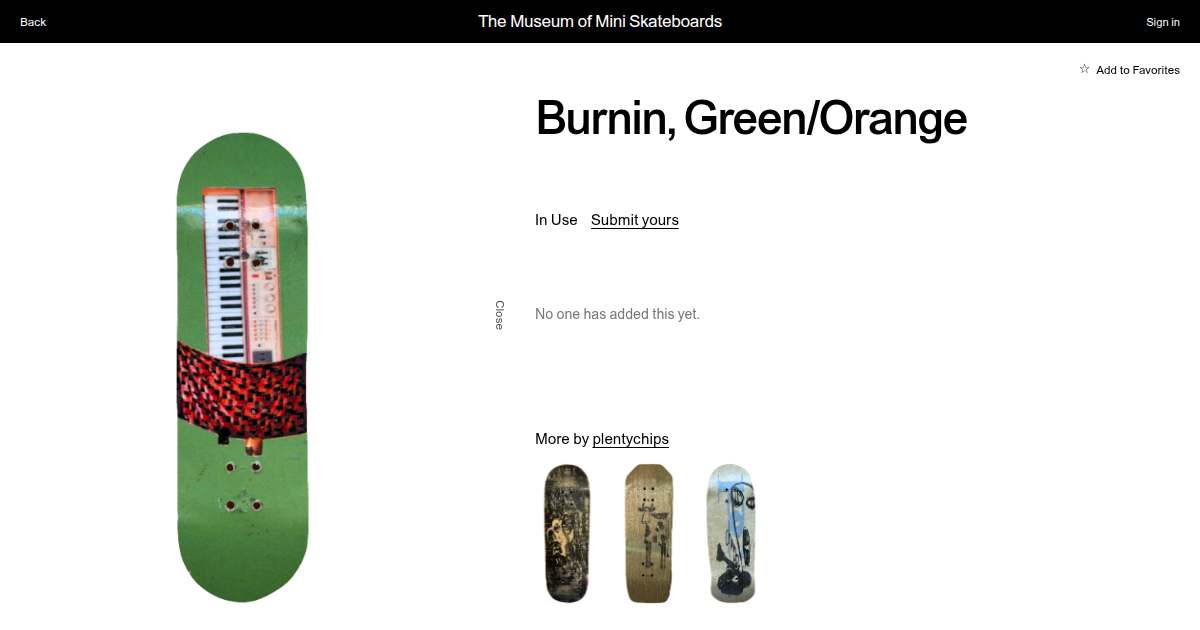 Back
The Museum of Mini Skateboards
Sign in
☆ Add to Favorites
Burnin, Green/Orange
In Use Submit yours
Close
No one has added this yet.
More by plentychips